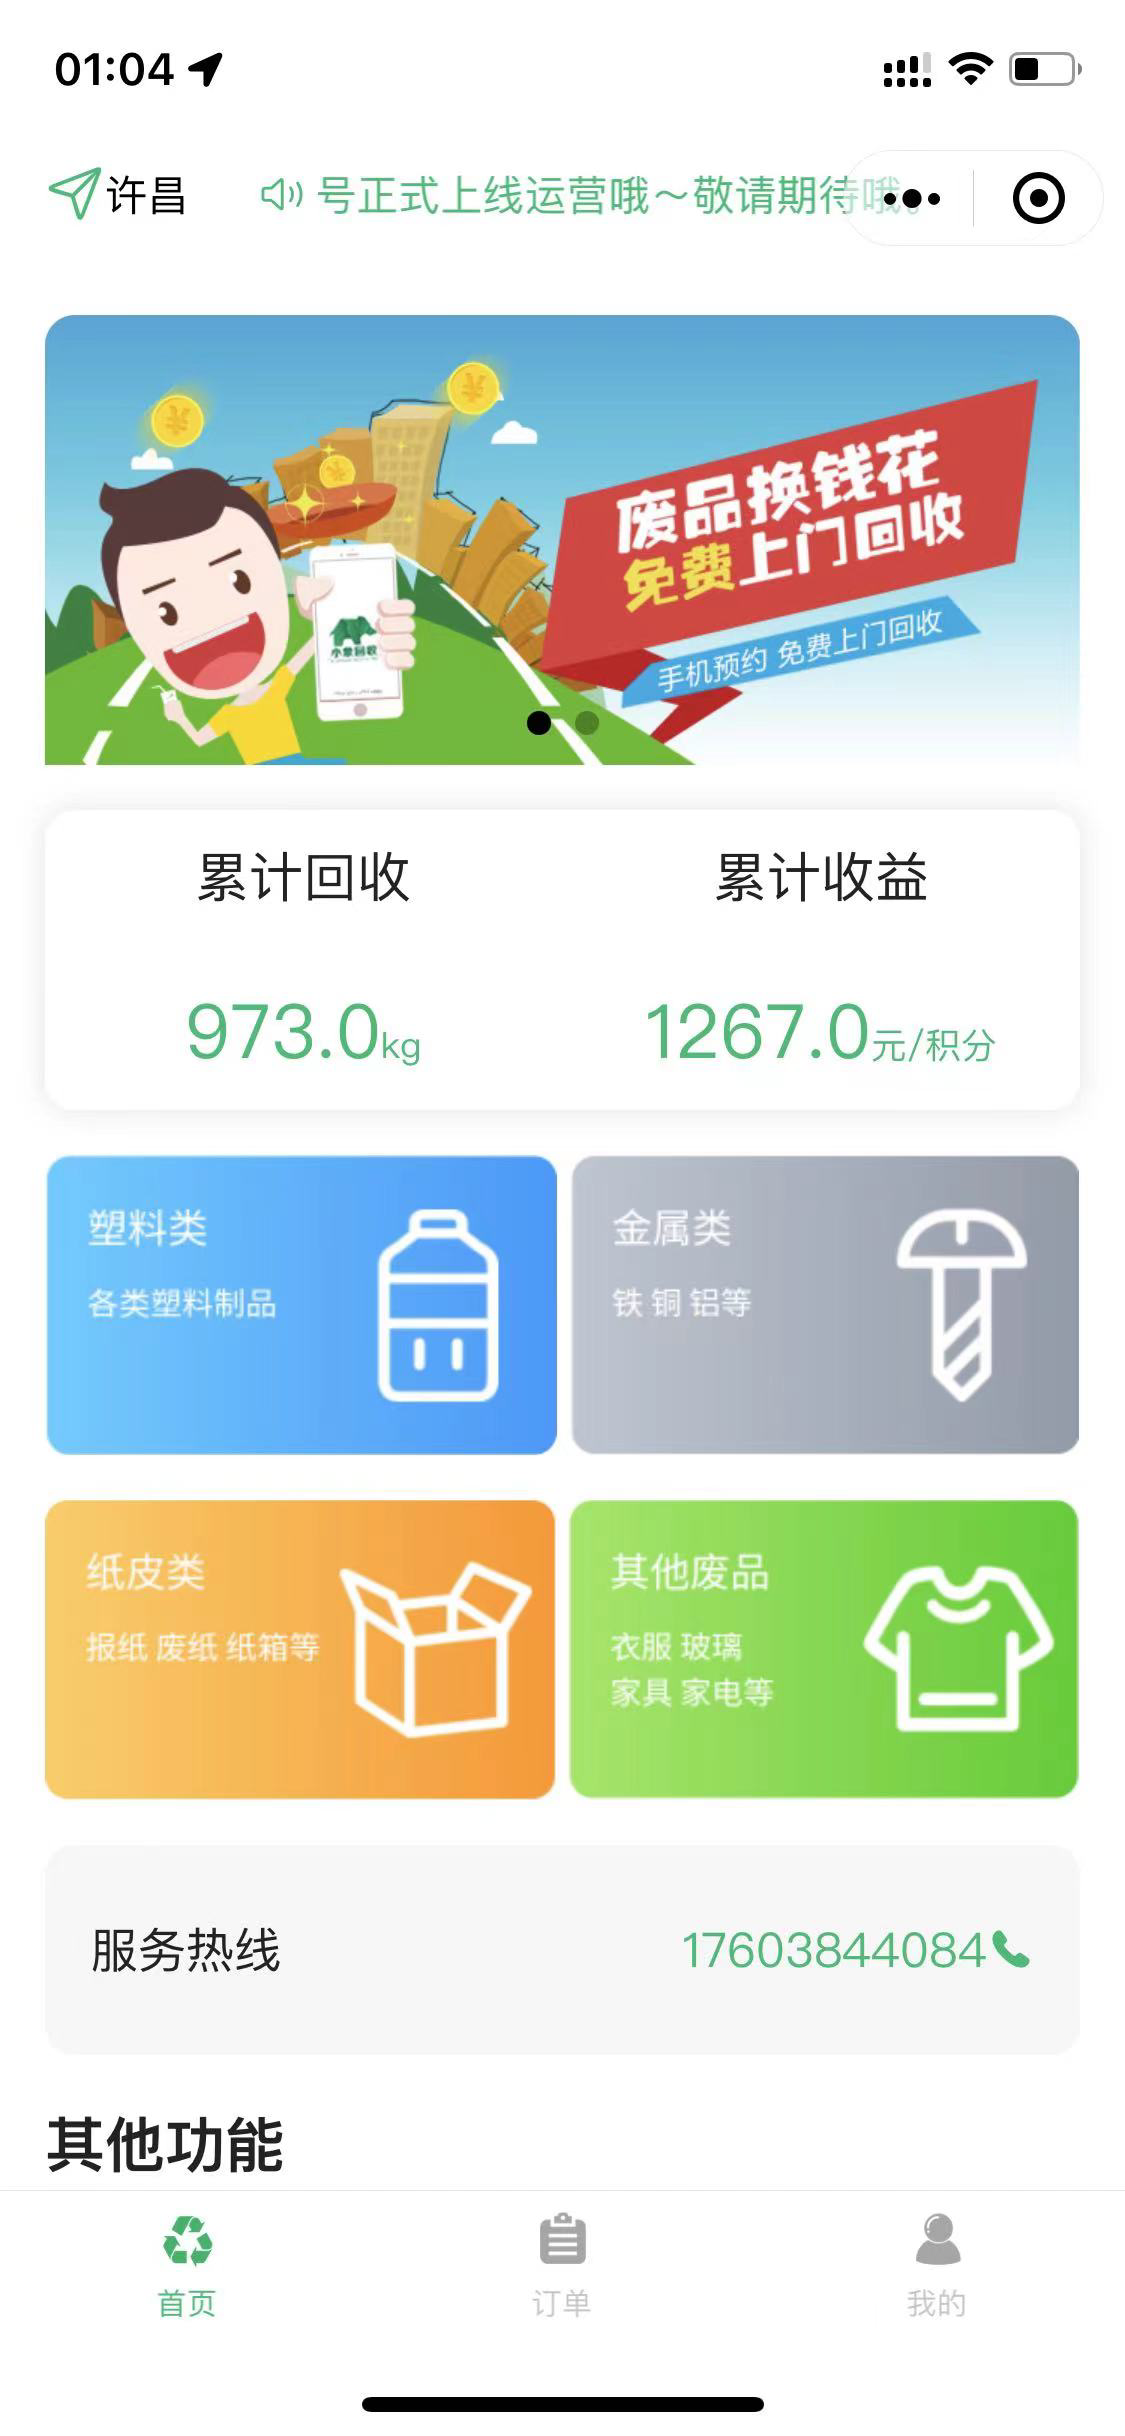 01:04
许昌
号正式上线运营哦～敬请期待哦。
废品换钱花
免费上门回收
手机预约 免费上门回收
小象回收
累计回收
累计收益
973.0kg
1267.0元/积分
塑料类
各类塑料制品
金属类
铁 铜 铝等
纸皮类
报纸 废纸 纸箱等
其他废品
衣服 玻璃
家具 家电等
服务热线
17603844084
其他功能
首页
订单
我的